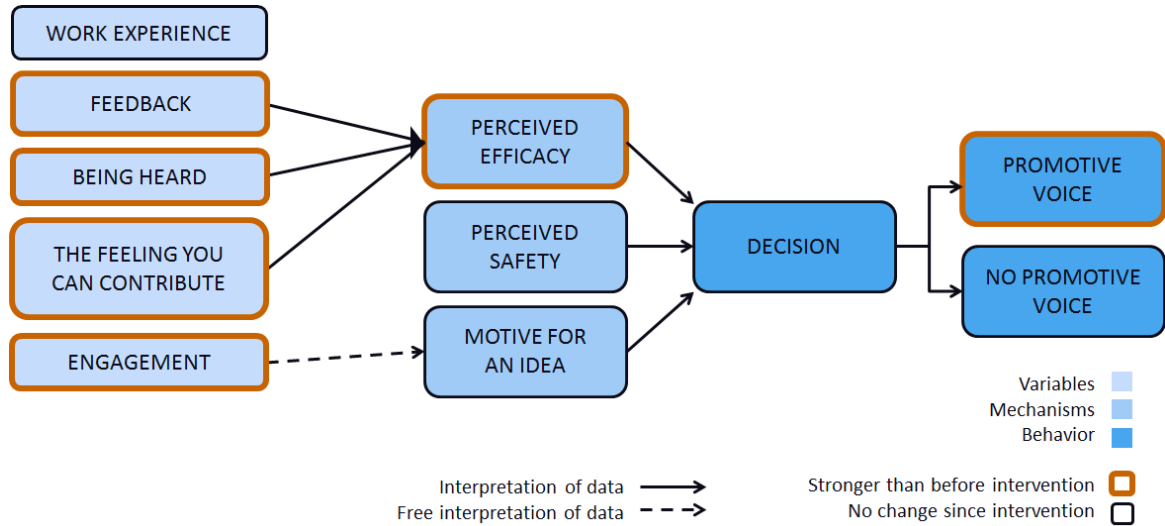 WORK EXPERIENCE
FEEDBACK
BEING HEARD
THE FEELING YOU
CAN CONTRIBUTE
ENGAGEMENT
PERCEIVED
EFFICACY
PERCEIVED
SAFETY
MOTIVE FOR
AN IDEA
DECISION
PROMOTIVE
VOICE
NO PROMOTIVE
VOICE
Variables
Mechanisms
Behavior
Interpretation of data
Free interpretation of data
Stronger than before intervention
No change since intervention